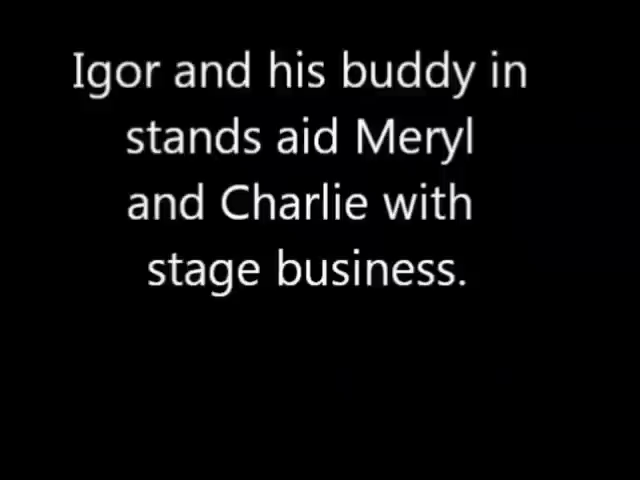 Igor and his buddy in
stands aid Meryl
and Charlie with
stage business.